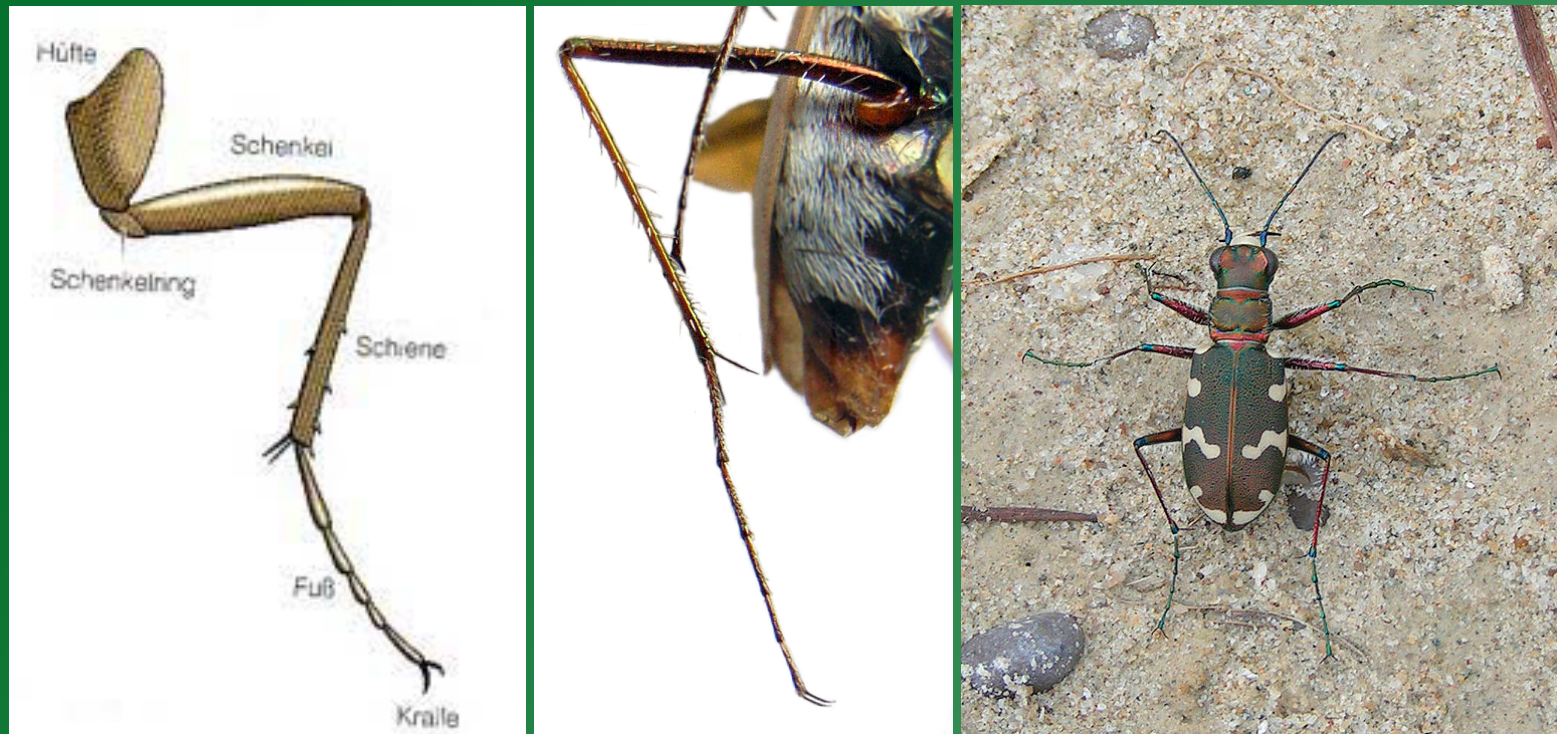 Hüfte
Schenkel
Schenkelring
Schiene
Fuß
Kralle